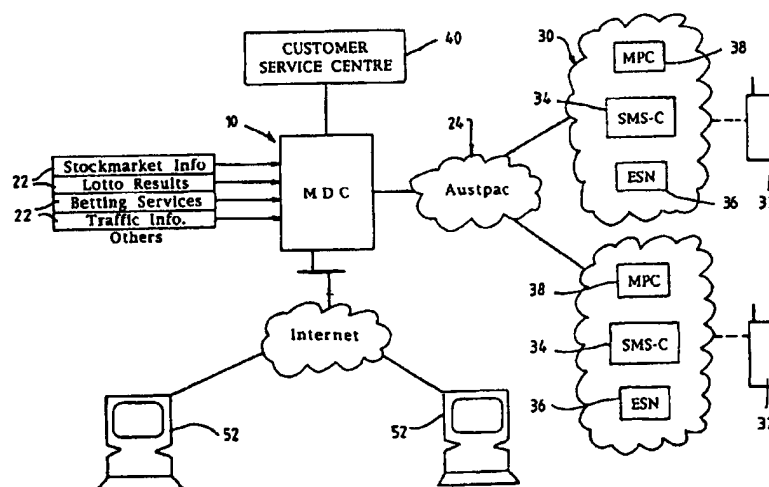 CUSTOMER
SERVICE CENTRE
40
30
MPC
38
34
SMS-C
10
24
ESN
36
22
Stockmarket Info
Lotto Results
Betting Services
22
Traffic Info.
Others
MDC
Austpac
Internet
38
MPC
34
SMS-C
36
ESN
52
52